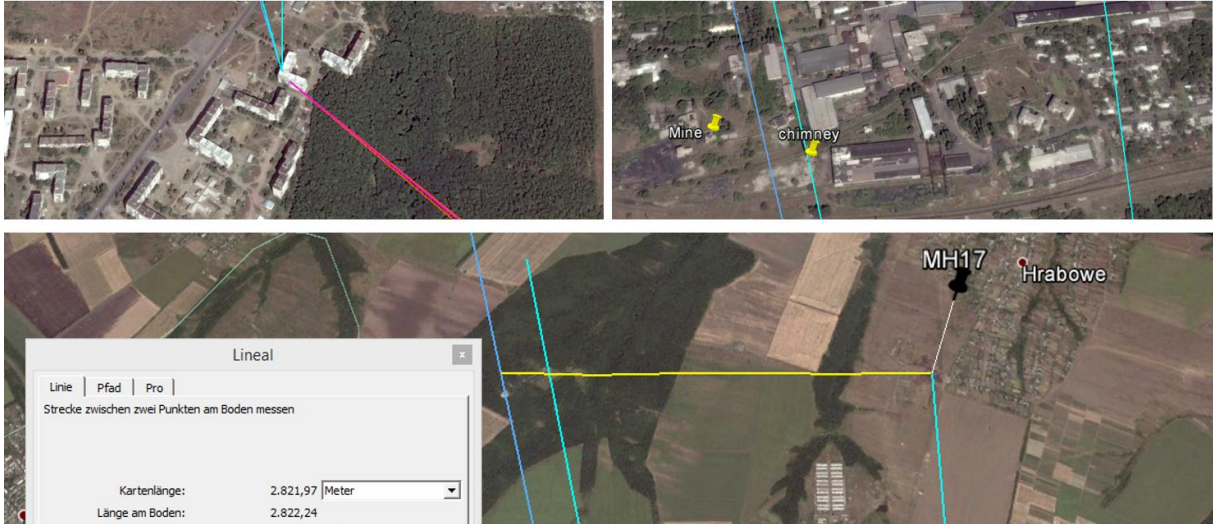 Mine
chimney
MH17
Hrabowe
Lineal
x
Linie
Pfad
Pro
Strecke zwischen zwei Punkten am Boden messen
Kartenlänge: 2.821,97 Meter
Länge am Boden: 2.822,24